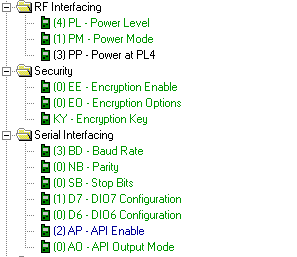 RF Interfacing
(4) PL - Power Level
(1) PM - Power Mode
(3) PP - Power at PL4
Security
(0) EE - Encryption Enable
(0) EO - Encryption Options
KY - Encryption Key
Serial Interfacing
(3) BD - Baud Rate
(0) NB - Parity
(0) SB - Stop Bits
(1) D7 - DIO7 Configuration
(0) D6 - DIO6 Configuration
(2) AP - API Enable
(0) AO - API Output Mode